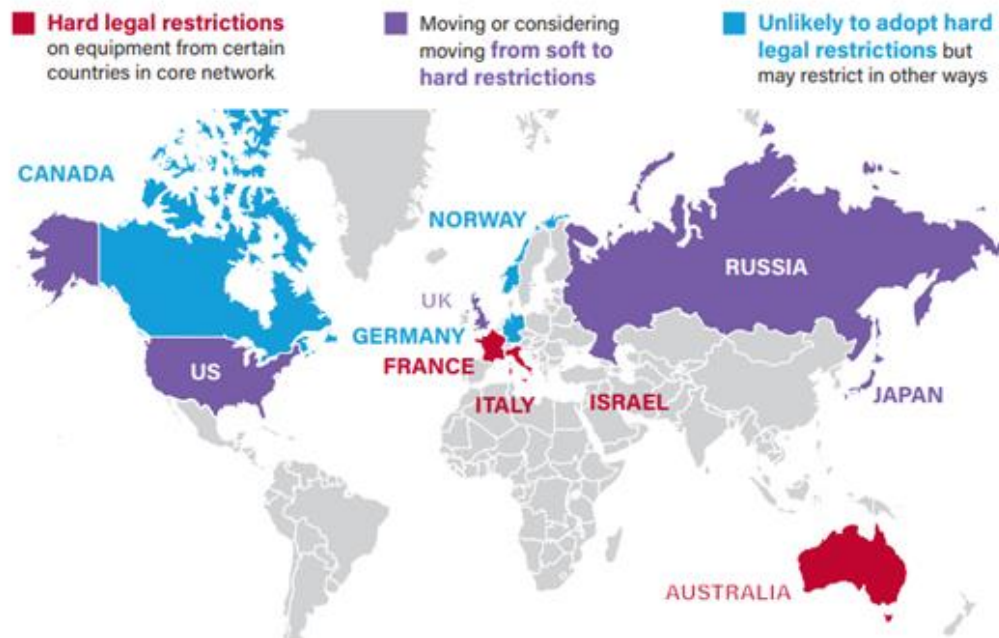 Hard legal restrictions
on equipment from certain
countries in core network
Moving or considering
moving from soft to
hard restrictions
Unlikely to adopt hard
legal restrictions but
may restrict in other ways
CANADA
NORWAY
RUSSIA
UK
GERMANY
FRANCE
US
ITALY
ISRAEL
JAPAN
AUSTRALIA